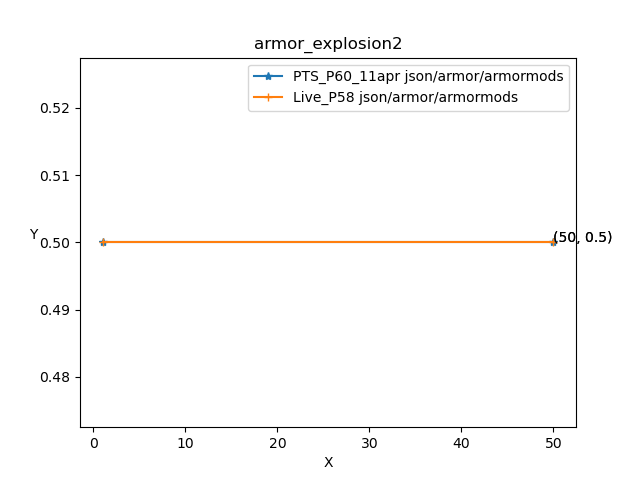 armor_explosion2
PTS_P60_11apr json/armor/armormods
Live_P58 json/armor/armormods
0.52
0.51
Y
0.50
(50, 0.5)
0.49
0.48
0
10
20
30
40
50
X